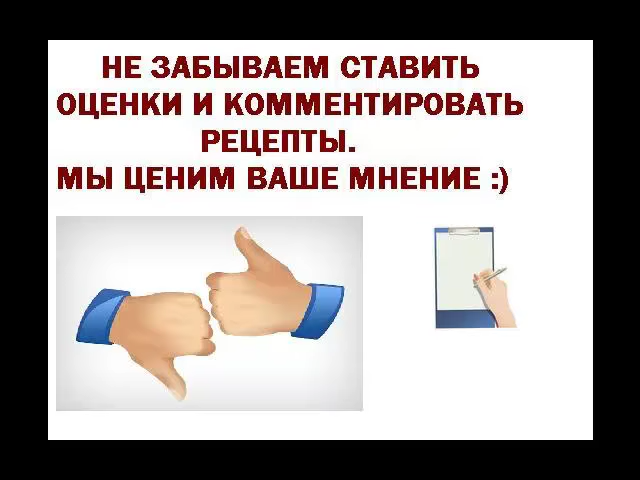 НЕ ЗАБЫВАЕМ СТАВИТЬ
ОЦЕНКИ И КОММЕНТИРОВАТЬ
РЕЦЕПТЫ.
МЫ ЦЕНИМ ВАШЕ МНЕНИЕ :)